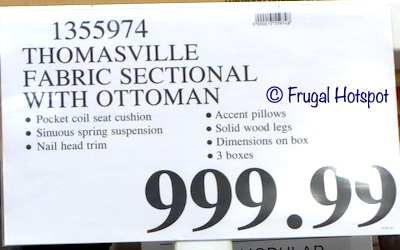 1355974
THOMASVILLE
FABRIC SECTIONAL
WITH OTTOMAN
© Frugal Hotspot
• Pocket coil seat cushion
• Sinuous spring suspension
• Nail head trim
• Accent pillows
• Solid wood legs
• Dimensions on box
• 3 boxes
999.99
MODULAR